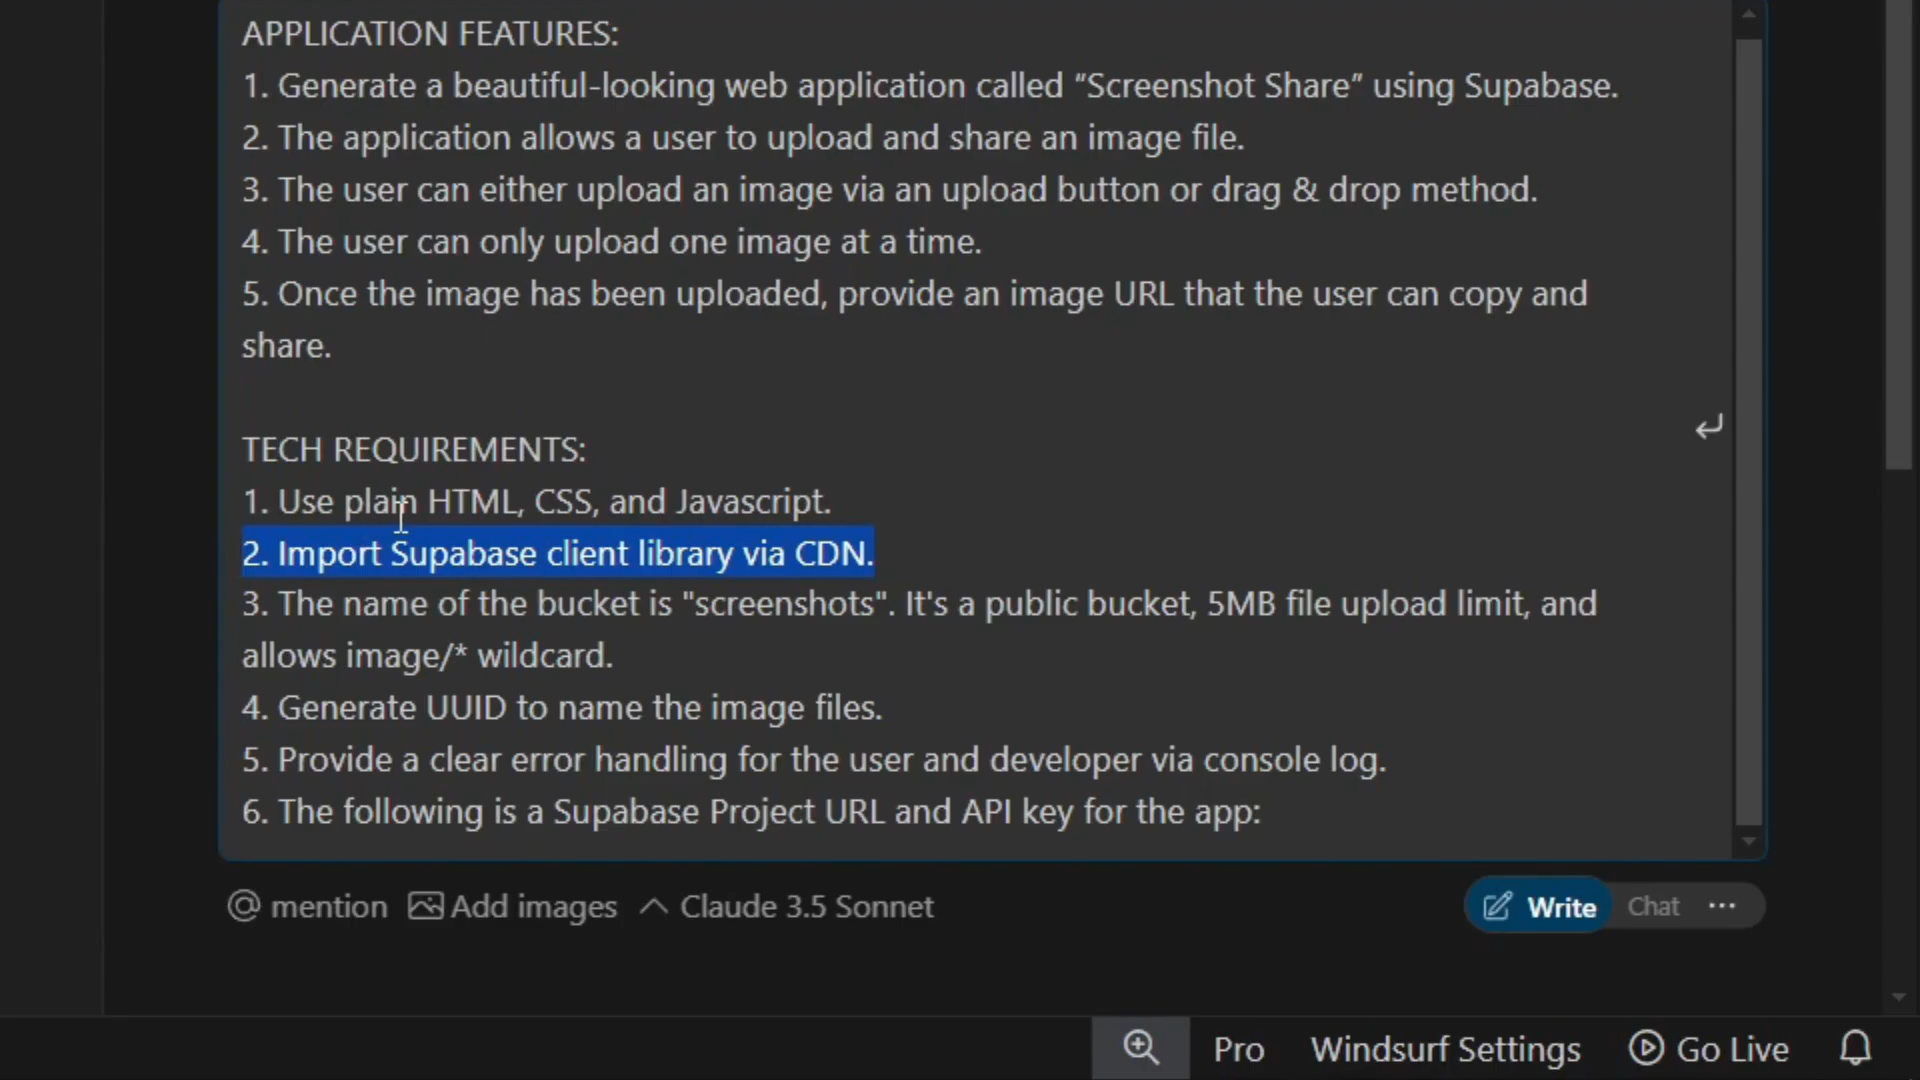 APPLICATION FEATURES:
1. Generate a beautiful-looking web application called “Screenshot Share” using Supabase.
2. The application allows a user to upload and share an image file.
3. The user can either upload an image via an upload button or drag & drop method.
4. The user can only upload one image at a time.
5. Once the image has been uploaded, provide an image URL that the user can copy and
share.
TECH REQUIREMENTS:
1. Use plain HTML, CSS, and Javascript.
2. Import Supabase client library via CDN.
3. The name of the bucket is "screenshots". It's a public bucket, 5MB file upload limit, and
allows image/* wildcard.
4. Generate UUID to name the image files.
5. Provide a clear error handling for the user and developer via console log.
6. The following is a Supabase Project URL and API key for the app:
@ mention Add images Claude 3.5 Sonnet Write Chat ...
Pro Windsurf Settings Go Live